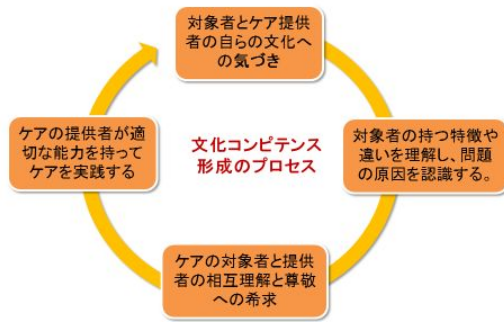 対象者とケア提供
者の自らの文化へ
の気づき
ケアの提供者が適
切な能力を持って
ケアを実践する
文化コンピテンス
形成のプロセス
対象者の持つ特徴や
違いを理解し、問題
の原因を認識する。
ケアの対象者と提供
者の相互理解と尊敬
への希求